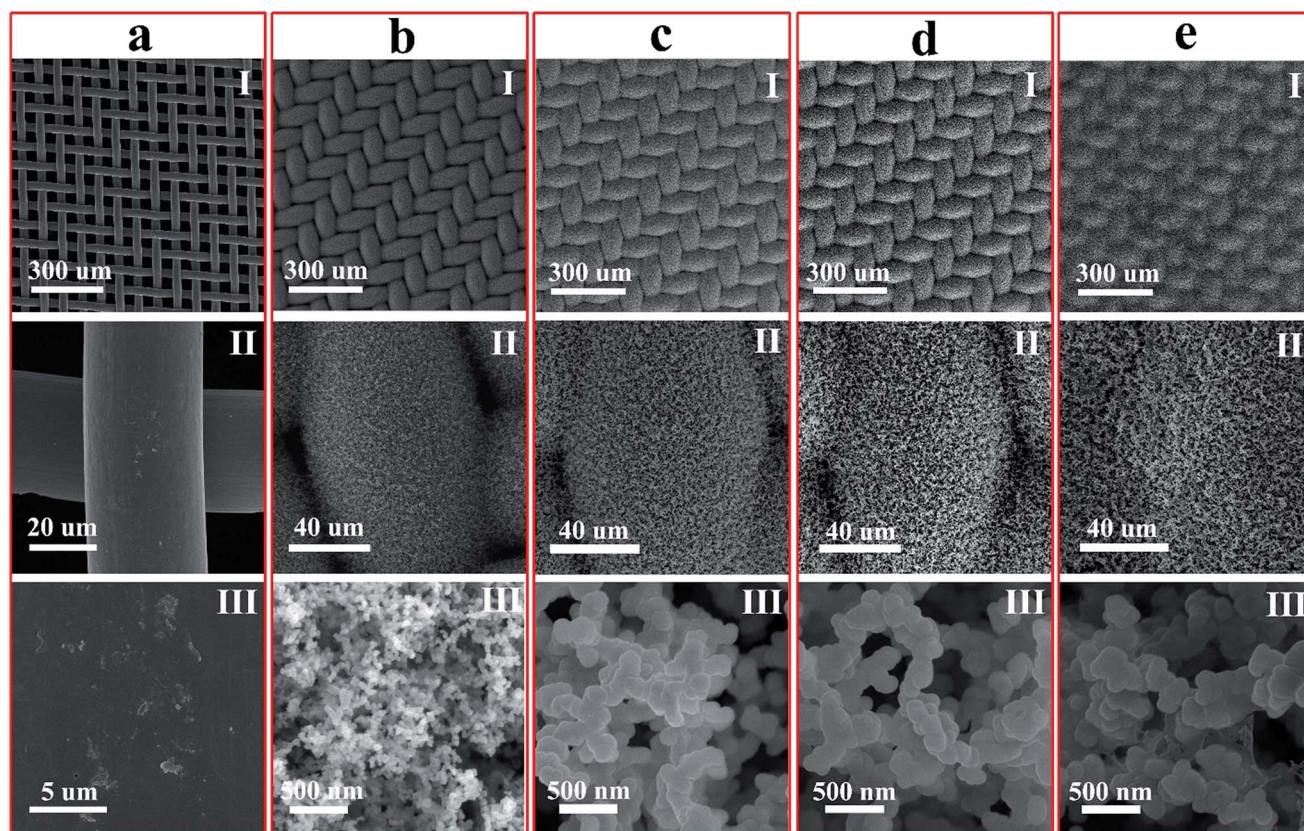 a b c d e
I I I I I
300 um 300 um 300 um 300 um 300 um
II II II II II
20 um 40 um 40 um 40 um 40 um
III III III III III
5 um 500 nm 500 nm 500 nm 500 nm